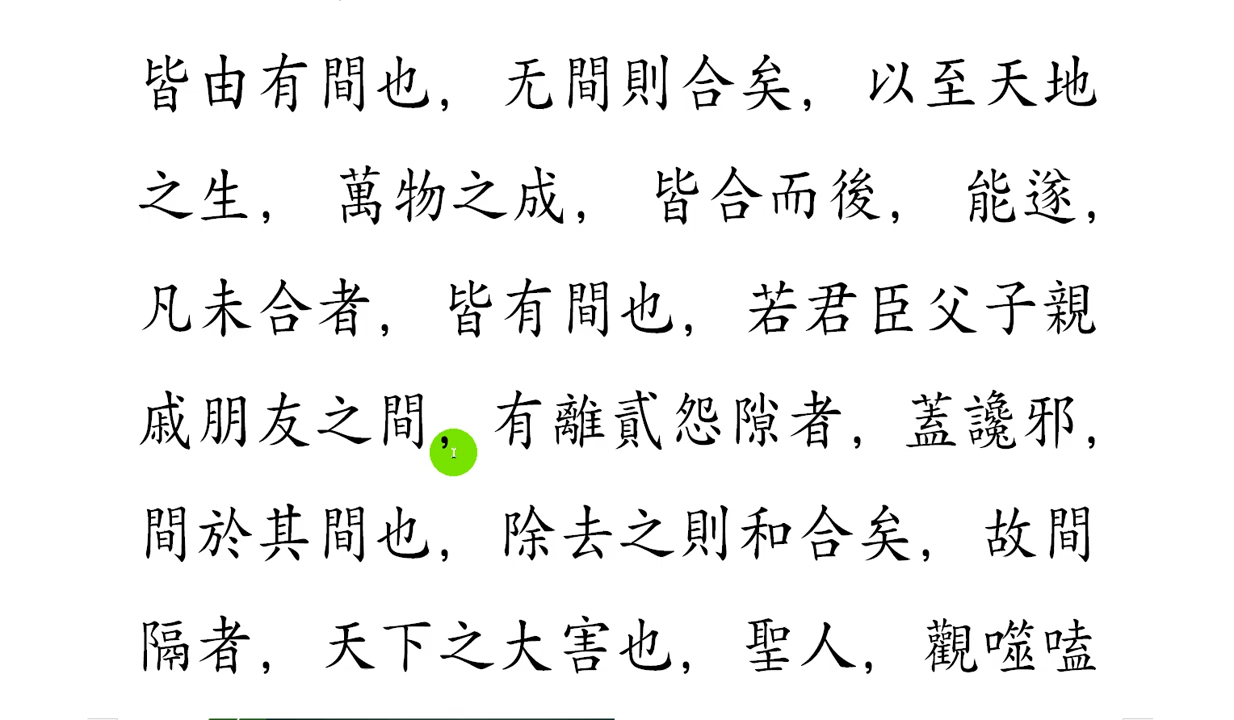 皆由有間也, 无間則合矣, 以至天地
之生, 萬物之成, 皆合而後, 能遂,
凡未合者, 皆有間也, 若君臣父子親
戚朋友之間, 有離貳怨隙者, 蓋讒邪,
間於其間也, 除去之則和合矣, 故間
隔者, 天下之大害也, 聖人, 觀噬嗑